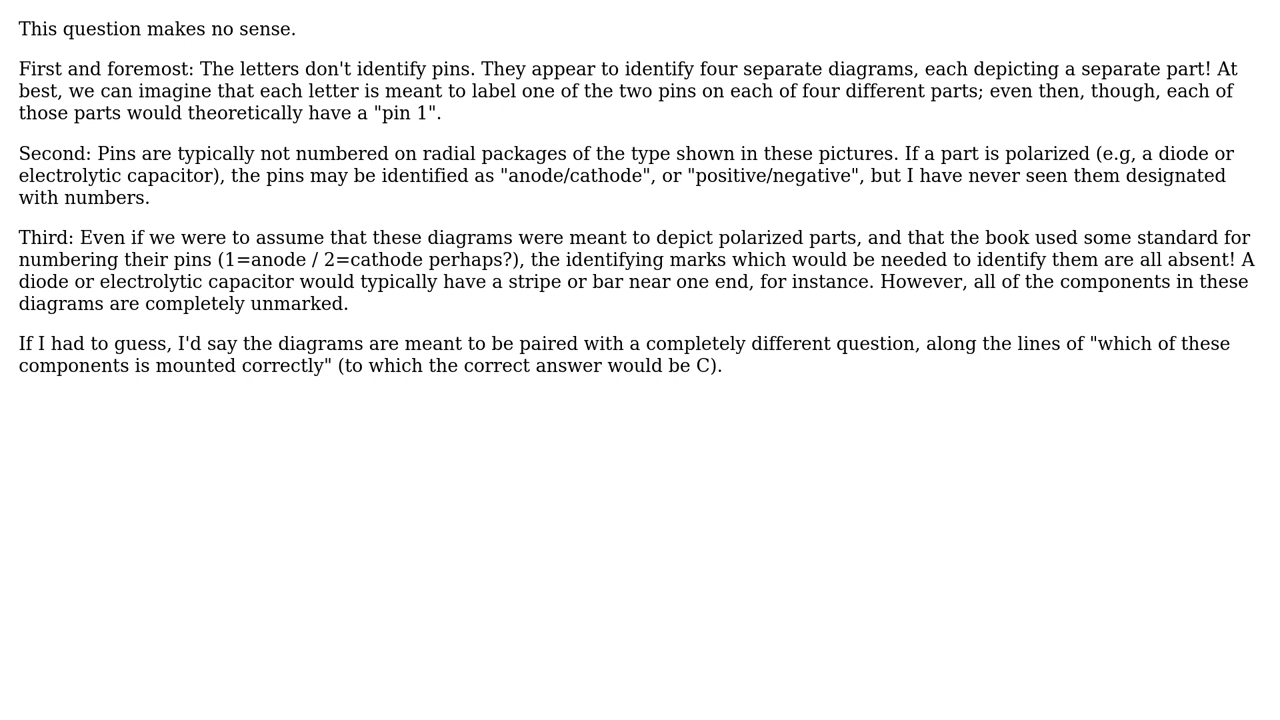 This question makes no sense.
First and foremost: The letters don't identify pins. They appear to identify four separate diagrams, each depicting a separate part! At
best, we can imagine that each letter is meant to label one of the two pins on each of four different parts; even then, though, each of
those parts would theoretically have a "pin 1".
Second: Pins are typically not numbered on radial packages of the type shown in these pictures. If a part is polarized (e.g, a diode or
electrolytic capacitor), the pins may be identified as "anode/cathode", or "positive/negative", but I have never seen them designated
with numbers.
Third: Even if we were to assume that these diagrams were meant to depict polarized parts, and that the book used some standard for
numbering their pins (1=anode / 2=cathode perhaps?), the identifying marks which would be needed to identify them are all absent! A
diode or electrolytic capacitor would typically have a stripe or bar near one end, for instance. However, all of the components in these
diagrams are completely unmarked.
If I had to guess, I'd say the diagrams are meant to be paired with a completely different question, along the lines of "which of these
components is mounted correctly" (to which the correct answer would be C).